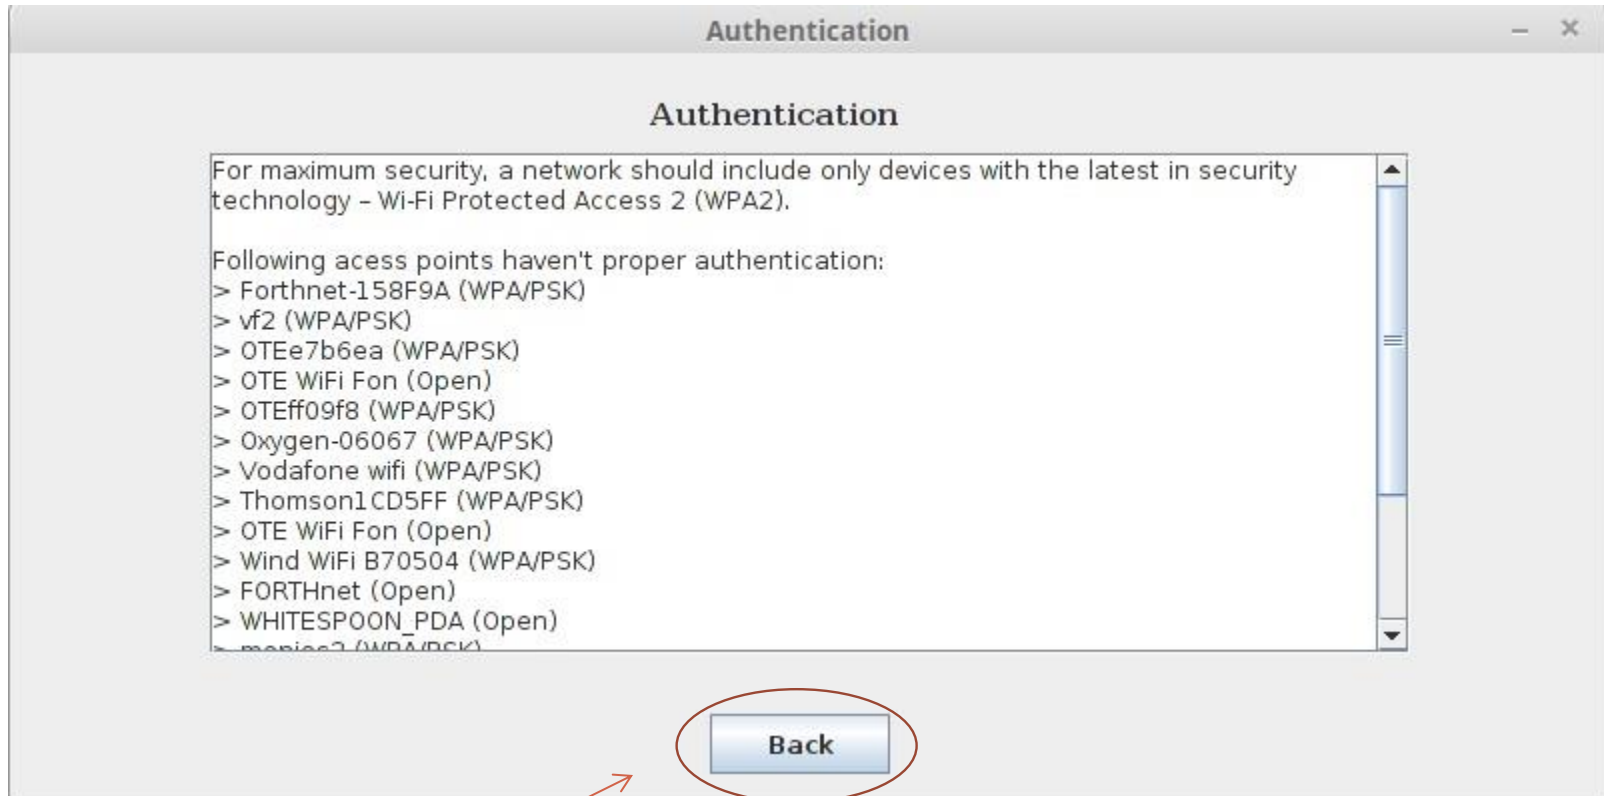 Authentication
Authentication
For maximum security, a network should include only devices with the latest in security
technology – Wi-Fi Protected Access 2 (WPA2).
Following acess points haven't proper authentication:
> Forthnet-158F9A (WPA/PSK)
> vf2 (WPA/PSK)
> OTEe7b6ea (WPA/PSK)
> OTE WiFi Fon (Open)
> OTEff09f8 (WPA/PSK)
> Oxygen-06067 (WPA/PSK)
> Vodafone wifi (WPA/PSK)
> Thomson1CD5FF (WPA/PSK)
> OTE WiFi Fon (Open)
> Wind WiFi B70504 (WPA/PSK)
> FORTHnet (Open)
> WHITESPOON_PDA (Open)
> (WPA/PSK)
Back